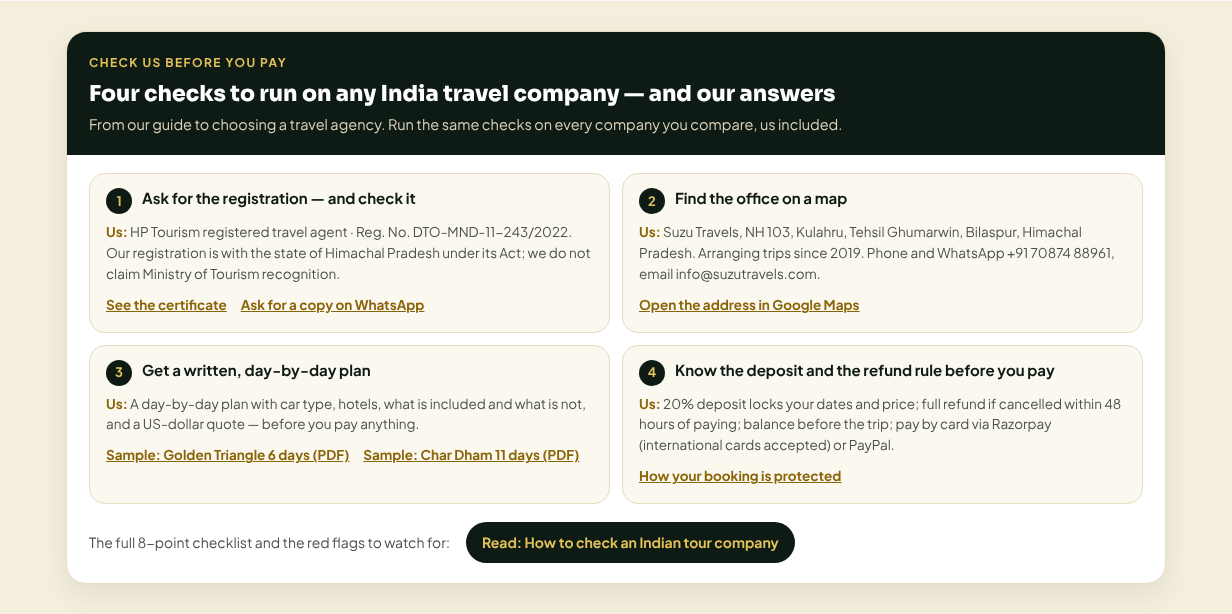 CHECK US BEFORE YOU PAY
Four checks to run on any India travel company — and our answers
From our guide to choosing a travel agency. Run the same checks on every company you compare, us included.
1 Ask for the registration — and check it
Us: HP Tourism registered travel agent · Reg. No. DTO-MND-11–243/2022.
Our registration is with the state of Himachal Pradesh under its Act; we do not
claim Ministry of Tourism recognition.
See the certificate Ask for a copy on WhatsApp
2 Find the office on a map
Us: Suzu Travels, NH 103, Kulahru, Tehsil Ghumarwin, Bilaspur, Himachal
Pradesh. Arranging trips since 2019. Phone and WhatsApp +91 70874 88961,
email info@suzutravels.com.
Open the address in Google Maps
3 Get a written, day-by-day plan
Us: A day-by-day plan with car type, hotels, what is included and what is not,
and a US-dollar quote — before you pay anything.
Sample: Golden Triangle 6 days (PDF) Sample: Char Dham 11 days (PDF)
4 Know the deposit and the refund rule before you pay
Us: 20% deposit locks your dates and price; full refund if cancelled within 48
hours of paying; balance before the trip; pay by card via Razorpay
(international cards accepted) or PayPal.
How your booking is protected
The full 8–point checklist and the red flags to watch for:
Read: How to check an Indian tour company